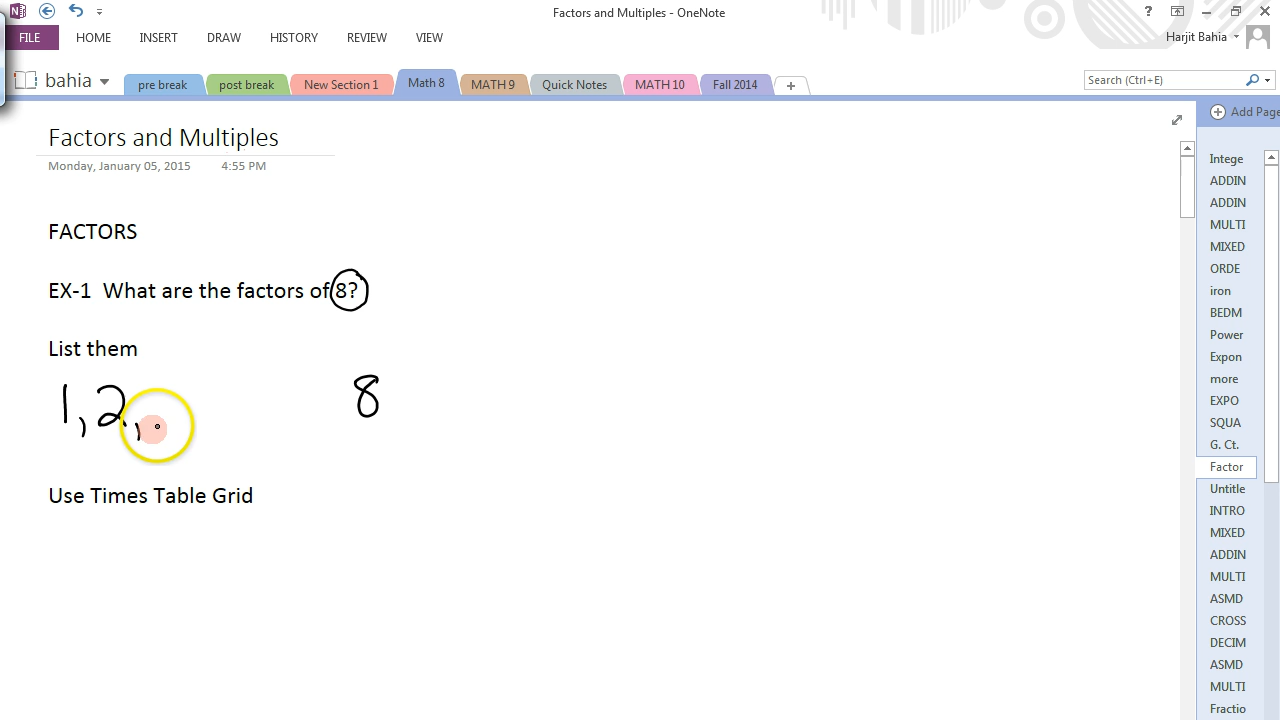 Factors and Multiples - OneNote
Harjit Bahia
FILE HOME INSERT DRAW HISTORY REVIEW VIEW
bahia pre break post break New Section 1 Math 8 MATH 9 Quick Notes MATH 10 Fall 2014 Search (Ctrl+E)
Add Page
Factors and Multiples
Monday, January 05, 2015 4:55 PM
FACTORS
EX-1 What are the factors of 8?
List them
1, 2, 8
Use Times Table Grid
Intege
ADDIN
ADDIN
MULTI
MIXED
ORDE
iron
BEDM
Power
Expon
more
EXPO
SQUA
G. Ct.
Factor
Untitle
INTRO
MIXED
ADDIN
MULTI
ASMD
CROSS
DECIM
ASMD
MULTI
Fractio